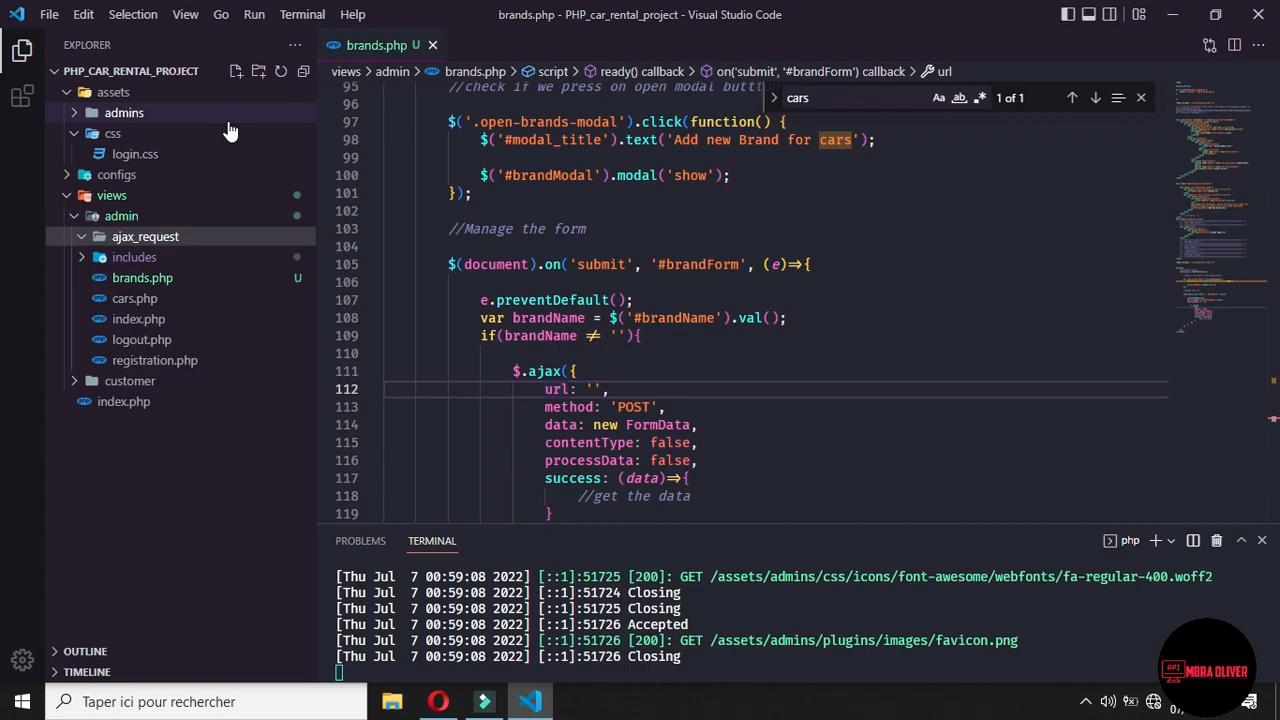 File Edit Selection View Go Run Terminal Help
brands.php - PHP_car_rental_project - Visual Studio Code
EXPLORER
PHP_CAR_RENTAL_PROJECT
assets
admins
css
login.css
configs
views
admin
ajax_request
includes
brands.php U
cars.php
index.php
logout.php
registration.php
customer
index.php
OUTLINE
TIMELINE
brands.php U
views > admin > brands.php > script > ready() callback > on('submit', '#brandForm') callback > url
cars
Aa ab
1 of 1
95 //check if we press on open modal
96
97 click(function() {
98 $('#modal_title').text('Add new Brand for cars');
99
100 $('#brandModal').modal('show');
101 });
102
103 //Manage the form
104
105 $(document).on('submit', '#brandForm', (e)=>{
106
107 e.preventDefault();
108 var brandName = $('#brandName').val();
109 if(brandName ≠ ''){
110
111 $.ajax({
112 url: '',
113 method: 'POST',
114 data: new FormData,
115 contentType: false,
116 processData: false,
117 success: (data)=>{
118 //get the data
119 }
PROBLEMS TERMINAL
php
[Thu Jul 7 00:59:08 2022] [::1]:51725 [200]: GET /assets/admins/css/icons/font-awesome/webfonts/fa-regular-400.woff2
[Thu Jul 7 00:59:08 2022] [::1]:51724 Closing
[Thu Jul 7 00:59:08 2022] [::1]:51725 Closing
[Thu Jul 7 00:59:08 2022] [::1]:51726 Accepted
[Thu Jul 7 00:59:08 2022] [::1]:51726 [200]: GET /assets/admins/plugins/images/favicon.png
[Thu Jul 7 00:59:08 2022] [::1]:51726 Closing
API
MBRA OLIVER
Taper ici pour rechercher